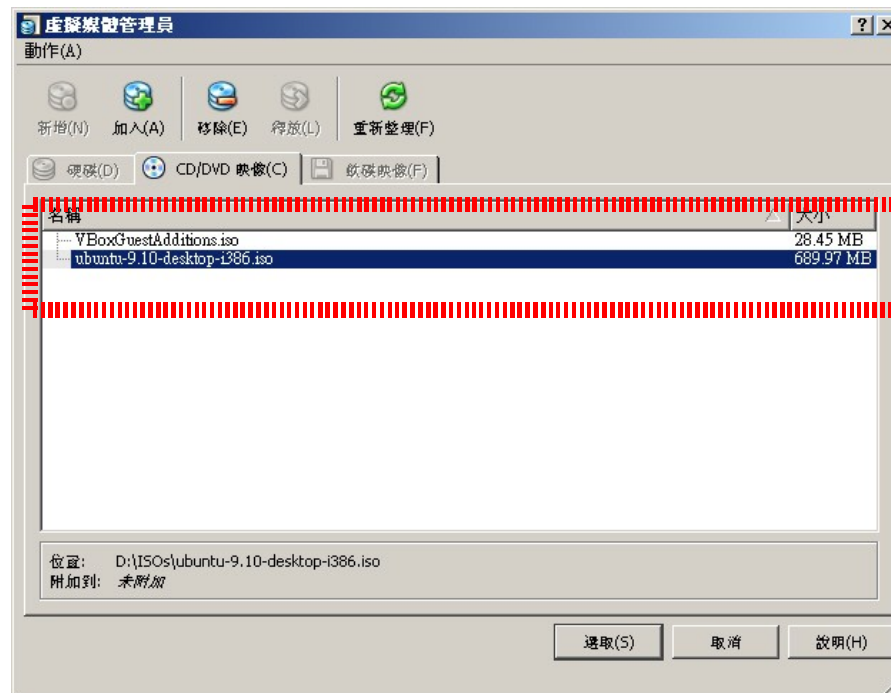 虛擬媒體管理員
動作(A)
新增(N) 加入(A) 移除(E) 釋放(L) 重新整理(F)
硬碟(D) CD/DVD 映像(C) 軟碟映像(F)
名稱 大小
VBoxGuestAdditions.iso 28.45 MB
ubuntu-9.10-desktop-i386.iso 689.97 MB
位置: D:\ISOs\ubuntu-9.10-desktop-i386.iso
附加到: 未附加
選取(S) 取消 說明(H)